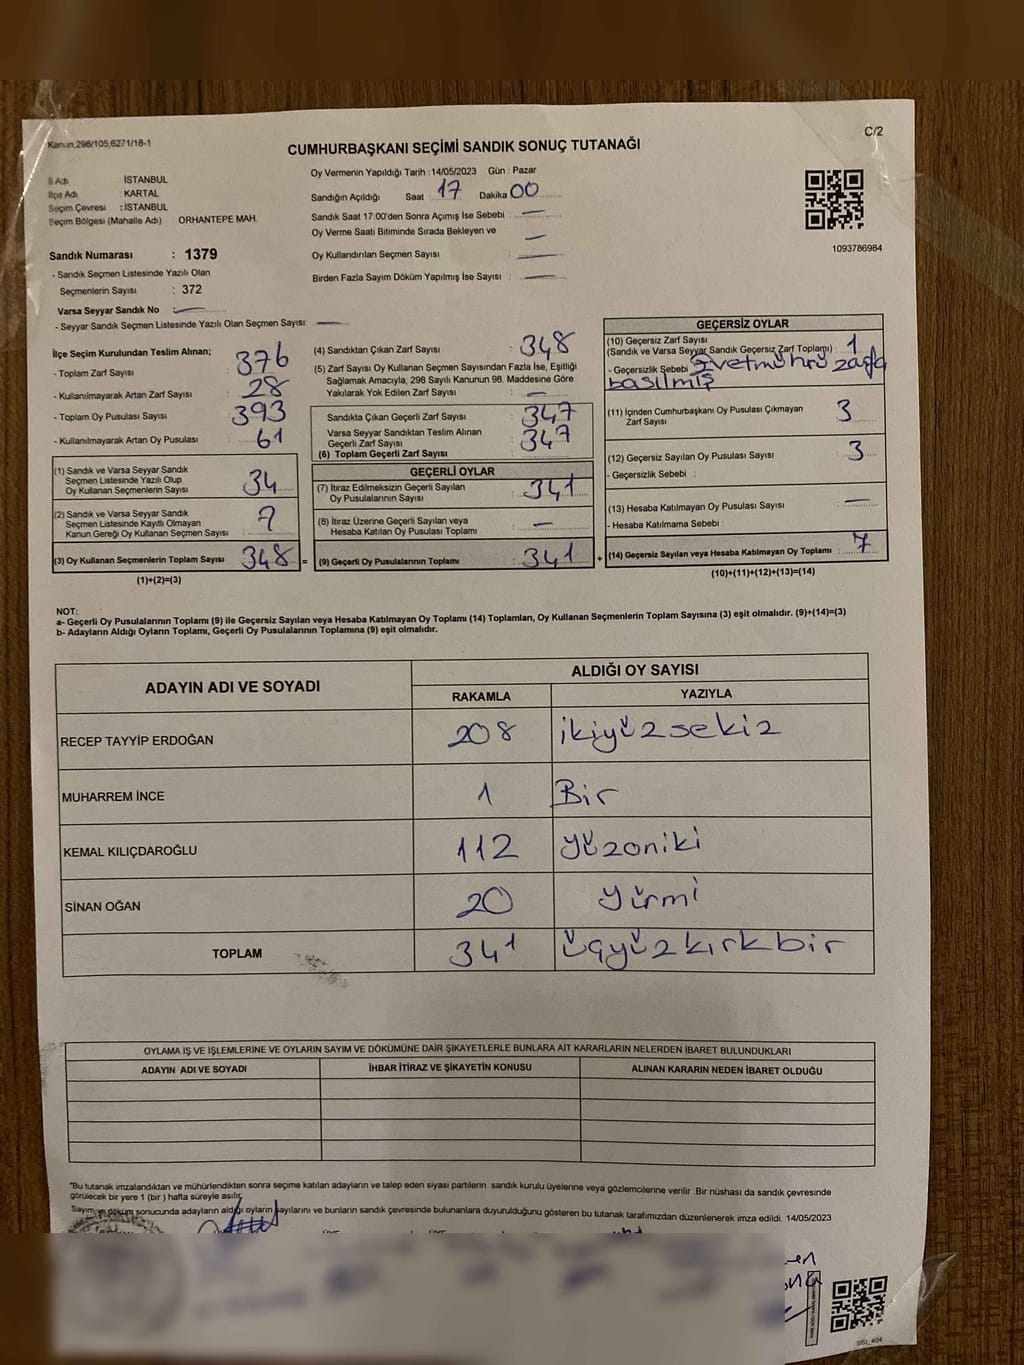 Kanun,298/105;6271/18-1
C/2
CUMHURBAŞKANI SEÇİMİ SANDIK SONUÇ TUTANAĞI
İl Adı : İSTANBUL
İlçe Adı : KARTAL
Seçim Çevresi : İSTANBUL
Seçim Bölgesi (Mahalle Adı) ORHANTEPE MAH.
Sandık Numarası : 1379
- Sandık Seçmen Listesinde Yazılı Olan
Seçmenlerin Sayısı : 372
Varsa Seyyar Sandık No —
- Seyyar Sandık Seçmen Listesinde Yazılı Olan Seçmen Sayısı: —
Oy Vermenin Yapıldığı Tarih : 14/05/2023 Gün : Pazar
Sandığın Açıldığı Saat : 17 Dakika 00
Sandık Saat 17:00'den Sonra Açımış İse Sebebi : —
Oy Verme Saati Bitiminde Sırada Bekleyen ve —
Oy Kullandırılan Seçmen Sayısı : —
Birden Fazla Sayım Döküm Yapılmış İse Sayısı : —
1093786984
İlçe Seçim Kurulundan Teslim Alınan;
- Toplam Zarf Sayısı : 376
- Kullanılmayarak Artan Zarf Sayısı : 28
- Toplam Oy Pusulası Sayısı : 393
- Kullanılmayarak Artan Oy Pusulası : 61
(1) Sandık ve Varsa Seyyar Sandık
Seçmen Listesinde Yazılı Olup
Oy Kullanan Seçmenlerin Sayısı : 34
(2) Sandık ve Varsa Seyyar Sandık
Seçmen Listesinde Kayıtlı Olmayan
Kanun Gereği Oy Kullanan Seçmen Sayısı :
(3) Oy Kullanan Seçmenlerin Toplam Sayısı : 348 =
(1)+(2)=(3)
(4) Sandıktan Çıkan Zarf Sayısı : 348
(5) Zarf Sayısı Oy Kullanan Seçmen Sayısından Fazla İse, Eşitliği
Sağlamak Amacıyla, 298 Sayılı Kanunun 98. Maddesine Göre
Yakılarak Yok Edilen Zarf Sayısı : —
Sandıkta Çıkan Geçerli Zarf Sayısı : 347
Varsa Seyyar Sandıktan Teslim Alınan
Geçerli Zarf Sayısı : 347
(6) Toplam Geçerli Zarf Sayısı :
GEÇERLİ OYLAR
(7) İtiraz Edilmeksizin Geçerli Sayılan
Oy Pusulalarının Sayısı : 341
(8) İtiraz Üzerine Geçerli Sayılan veya
Hesaba Katılan Oy Pusulası Toplamı : —
(9) Geçerli Oy Pusulalarının Toplamı : 341 +
GEÇERSİZ OYLAR
(10) Geçersiz Zarf Sayısı
(Sandık ve Varsa Seyyar Sandık Geçersiz Zarf Toplamı) : 1
- Geçersizlik Sebebi : Evet mührü zarfa
basılmış
(11) İçinden Cumhurbaşkanı Oy Pusulası Çıkmayan
Zarf Sayısı : 3
(12) Geçersiz Sayılan Oy Pusulası Sayısı : 3
- Geçersizlik Sebebi :
(13) Hesaba Katılmayan Oy Pusulası Sayısı : —
- Hesaba Katılmama Sebebi :
(14) Geçersiz Sayılan veya Hesaba Katılmayan Oy Toplamı : 7
(10)+(11)+(12)+(13)=(14)
NOT:
a- Geçerli Oy Pusulalarının Toplamı (9) ile Geçersiz Sayılan veya Hesaba Katılmayan Oy Toplamı (14) Toplamları, Oy Kullanan Seçmenlerin Toplam Sayısına (3) eşit olmalıdır. (9)+(14)=(3)
b- Adayların Aldığı Oyların Toplamı, Geçerli Oy Pusulalarının Toplamına (9) eşit olmalıdır.
ADAYIN ADI VE SOYADI
ALDIĞI OY SAYISI
RAKAMLA YAZIYLA
RECEP TAYYİP ERDOĞAN 208 ikiyüzsekiz
MUHARREM İNCE 1 Bir
KEMAL KILIÇDAROĞLU 112 yüzoniki
SİNAN OĞAN 20 yirmi
TOPLAM 341 üçyüzkırkbir
OYLAMA İŞ VE İŞLEMLERİNE VE OYLARIN SAYIM VE DÖKÜMÜNE DAİR ŞİKAYETLERLE BUNLARA AİT KARARLARIN NELERDEN İBARET BULUNDUKLARI
ADAYIN ADI VE SOYADI İHBAR İTİRAZ VE ŞİKAYETİN KONUSU ALINAN KARARIN NEDEN İBARET OLDUĞU
"Bu tutanak imzalandıktan ve mühürlendikten sonra seçime katılan adayların ve talep eden siyasi partilerin sandık kurulu üyelerine veya gözlemcilerine verilir .Bir nüshası da sandık çevresinde
görülecek bir yere 1 (bir ) hafta süreyle asılır.
Sayım ve döküm sonucunda adayların aldığı oyların sayılarını ve bunların sandık çevresinde bulunanlara duyurulduğunu gösteren bu tutanak tarafımızdan düzenlenerek imza edildi. 14/05/2023